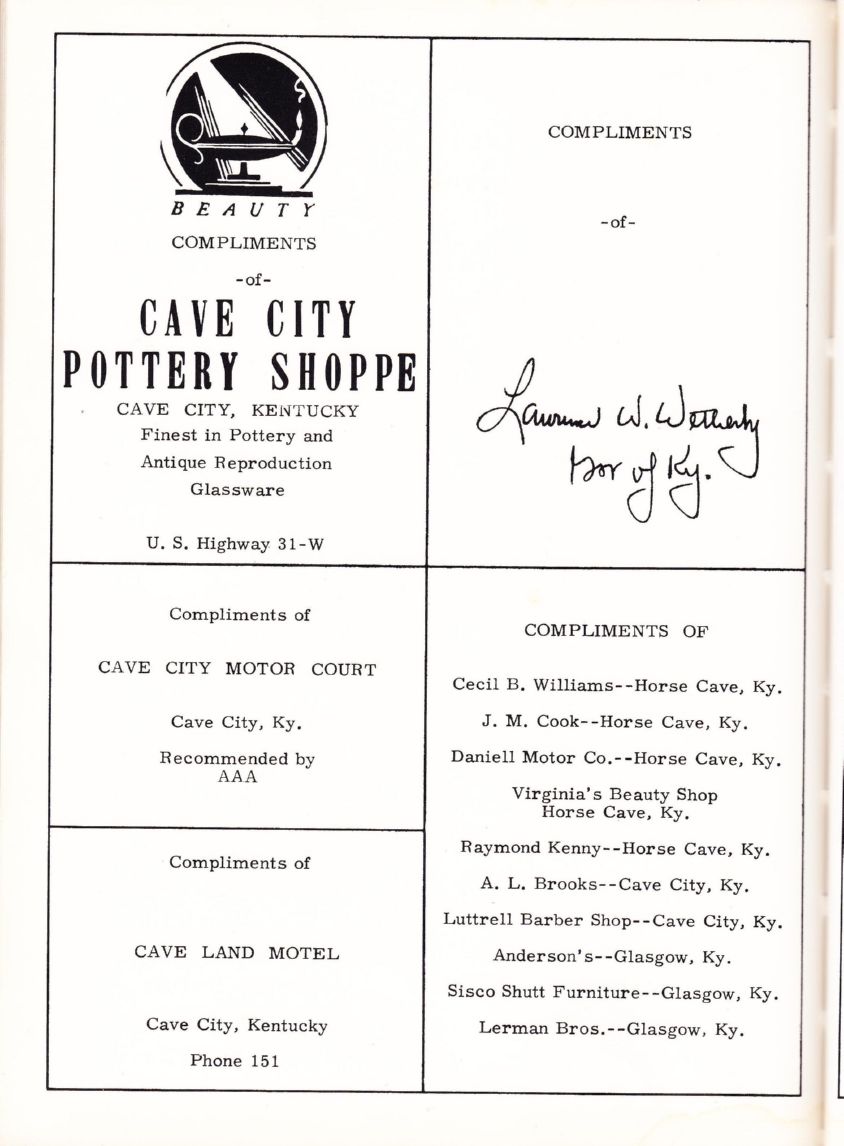 BEAUTY
COMPLIMENTS
-of-
CAVE CITY
POTTERY SHOPPE
CAVE CITY, KENTUCKY
Finest in Pottery and
Antique Reproduction
Glassware
U. S. Highway 31-W
COMPLIMENTS
-of-
Lawrence W. Wetherby
Gov of Ky.
Compliments of
CAVE CITY MOTOR COURT
Cave City, Ky.
Recommended by
AAA
Compliments of
CAVE LAND MOTEL
Cave City, Kentucky
Phone 151
COMPLIMENTS OF
Cecil B. Williams--Horse Cave, Ky.
J. M. Cook--Horse Cave, Ky.
Daniell Motor Co.--Horse Cave, Ky.
Virginia's Beauty Shop
Horse Cave, Ky.
Raymond Kenny--Horse Cave, Ky.
A. L. Brooks--Cave City, Ky.
Luttrell Barber Shop--Cave City, Ky.
Anderson's--Glasgow, Ky.
Sisco Shutt Furniture--Glasgow, Ky.
Lerman Bros.--Glasgow, Ky.